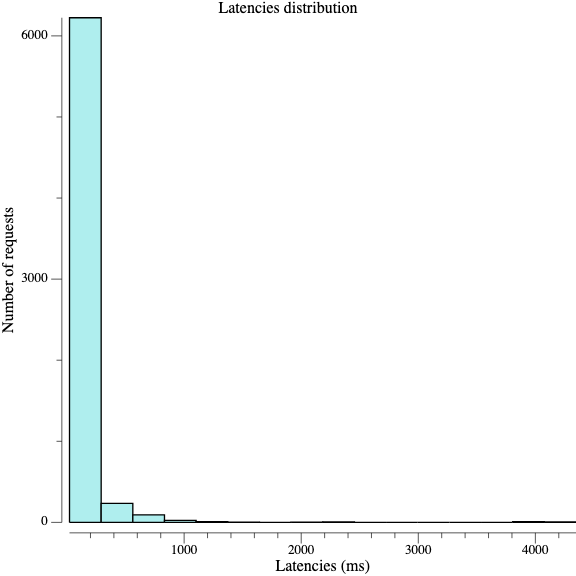 Latencies distribution
6000
3000
0
Number of requests
1000 2000 3000 4000
Latencies (ms)